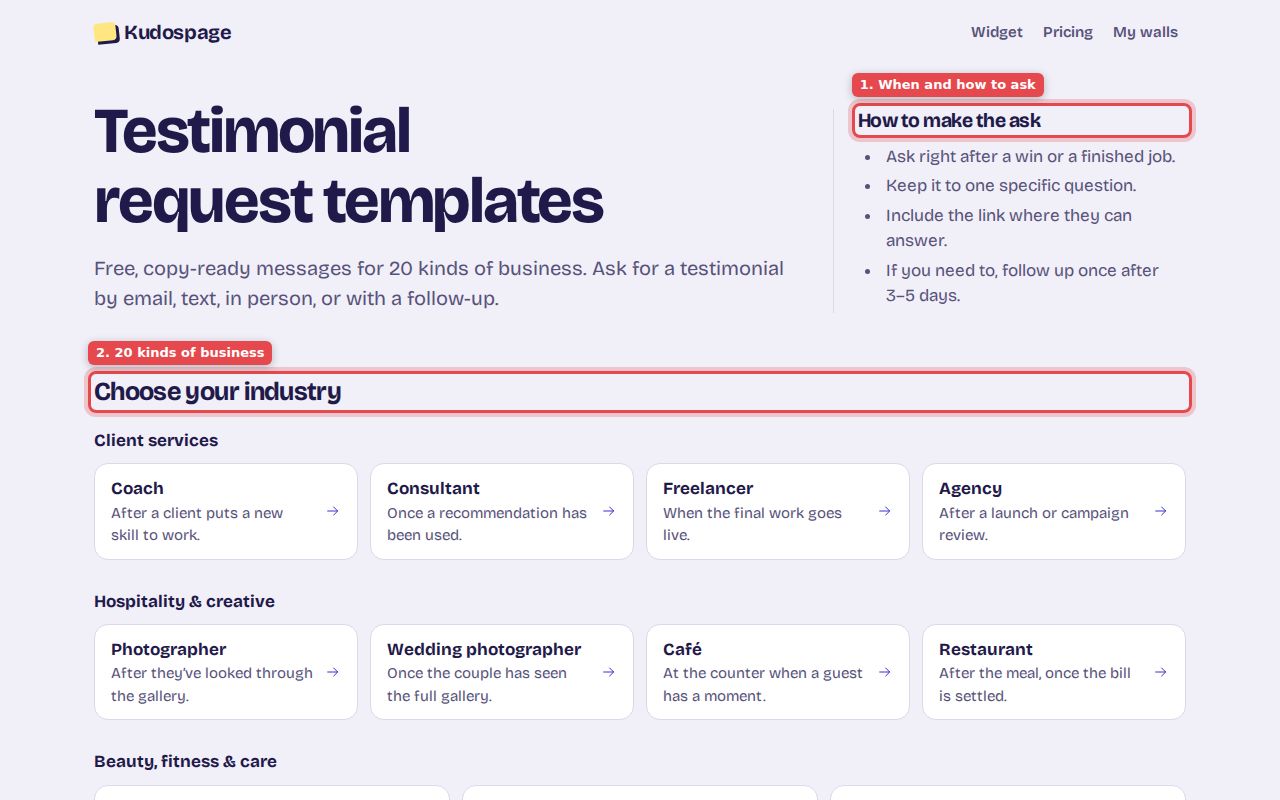 Kudospage
Widget Pricing My walls
Testimonial
request templates
Free, copy-ready messages for 20 kinds of business. Ask for a testimonial
by email, text, in person, or with a follow-up.
1. When and how to ask
How to make the ask
• Ask right after a win or a finished job.
• Keep it to one specific question.
• Include the link where they can
answer.
• If you need to, follow up once after
3–5 days.
2. 20 kinds of business
Choose your industry
Client services
Coach
After a client puts a new
skill to work.
→
Consultant
Once a recommendation has
been used.
→
Freelancer
When the final work goes
live.
→
Agency
After a launch or campaign
review.
→
Hospitality & creative
Photographer
After they've looked through
the gallery.
→
Wedding photographer
Once the couple has seen
the full gallery.
→
Café
At the counter when a guest
has a moment.
→
Restaurant
After the meal, once the bill
is settled.
→
Beauty, fitness & care